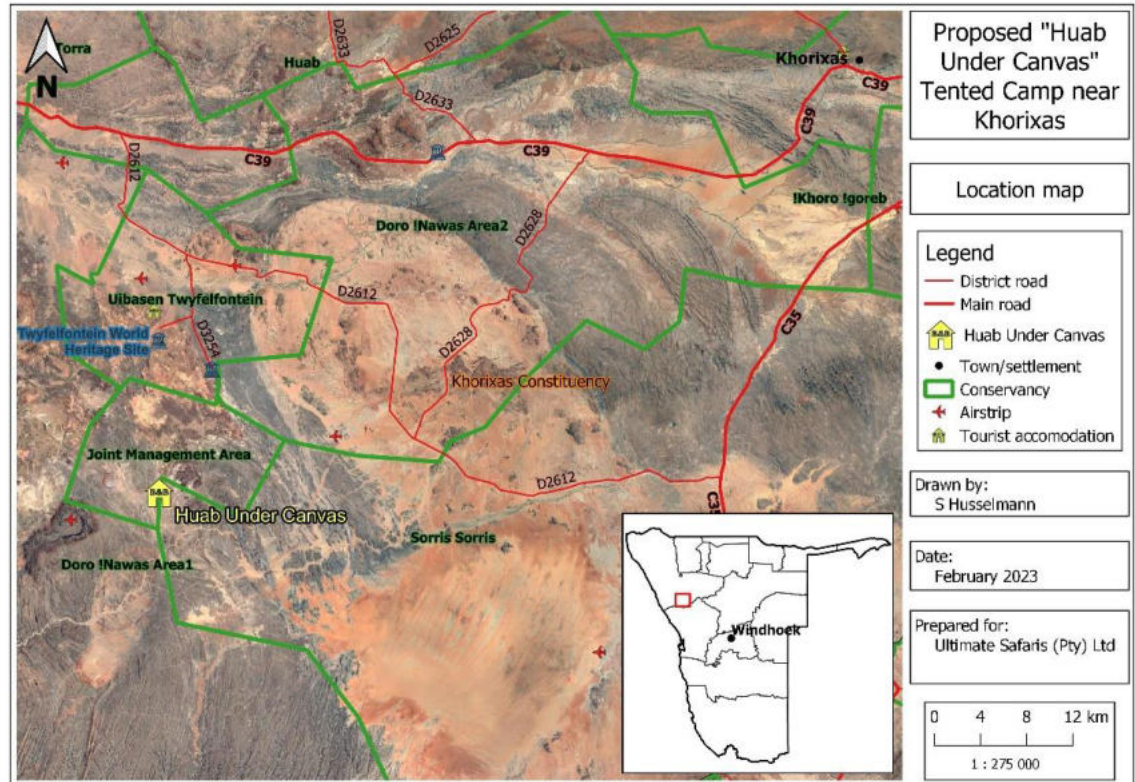 Torra
N
Huab
D2633
D2625
D2633
Khorixas
C39
C39
C39
C39
D2612
!Khoro !goreb
Doro !Nawas Area2
D2628
D2612
Uibasen Twyfelfontein
Twyfelfontein World
Heritage Site
D3254
D2628
C35
Khorixas Constituency
Joint Management Area
D2612
C35
Huab Under Canvas
Sorris Sorris
Doro !Nawas Area1
Windhoek
Proposed "Huab
Under Canvas"
Tented Camp near
Khorixas
Location map
Legend
District road
Main road
Huab Under Canvas
Town/settlement
Conservancy
Airstrip
Tourist accomodation
Drawn by:
S Husselmann
Date:
February 2023
Prepared for:
Ultimate Safaris (Pty) Ltd
0 4 8 12 km
1 : 275 000